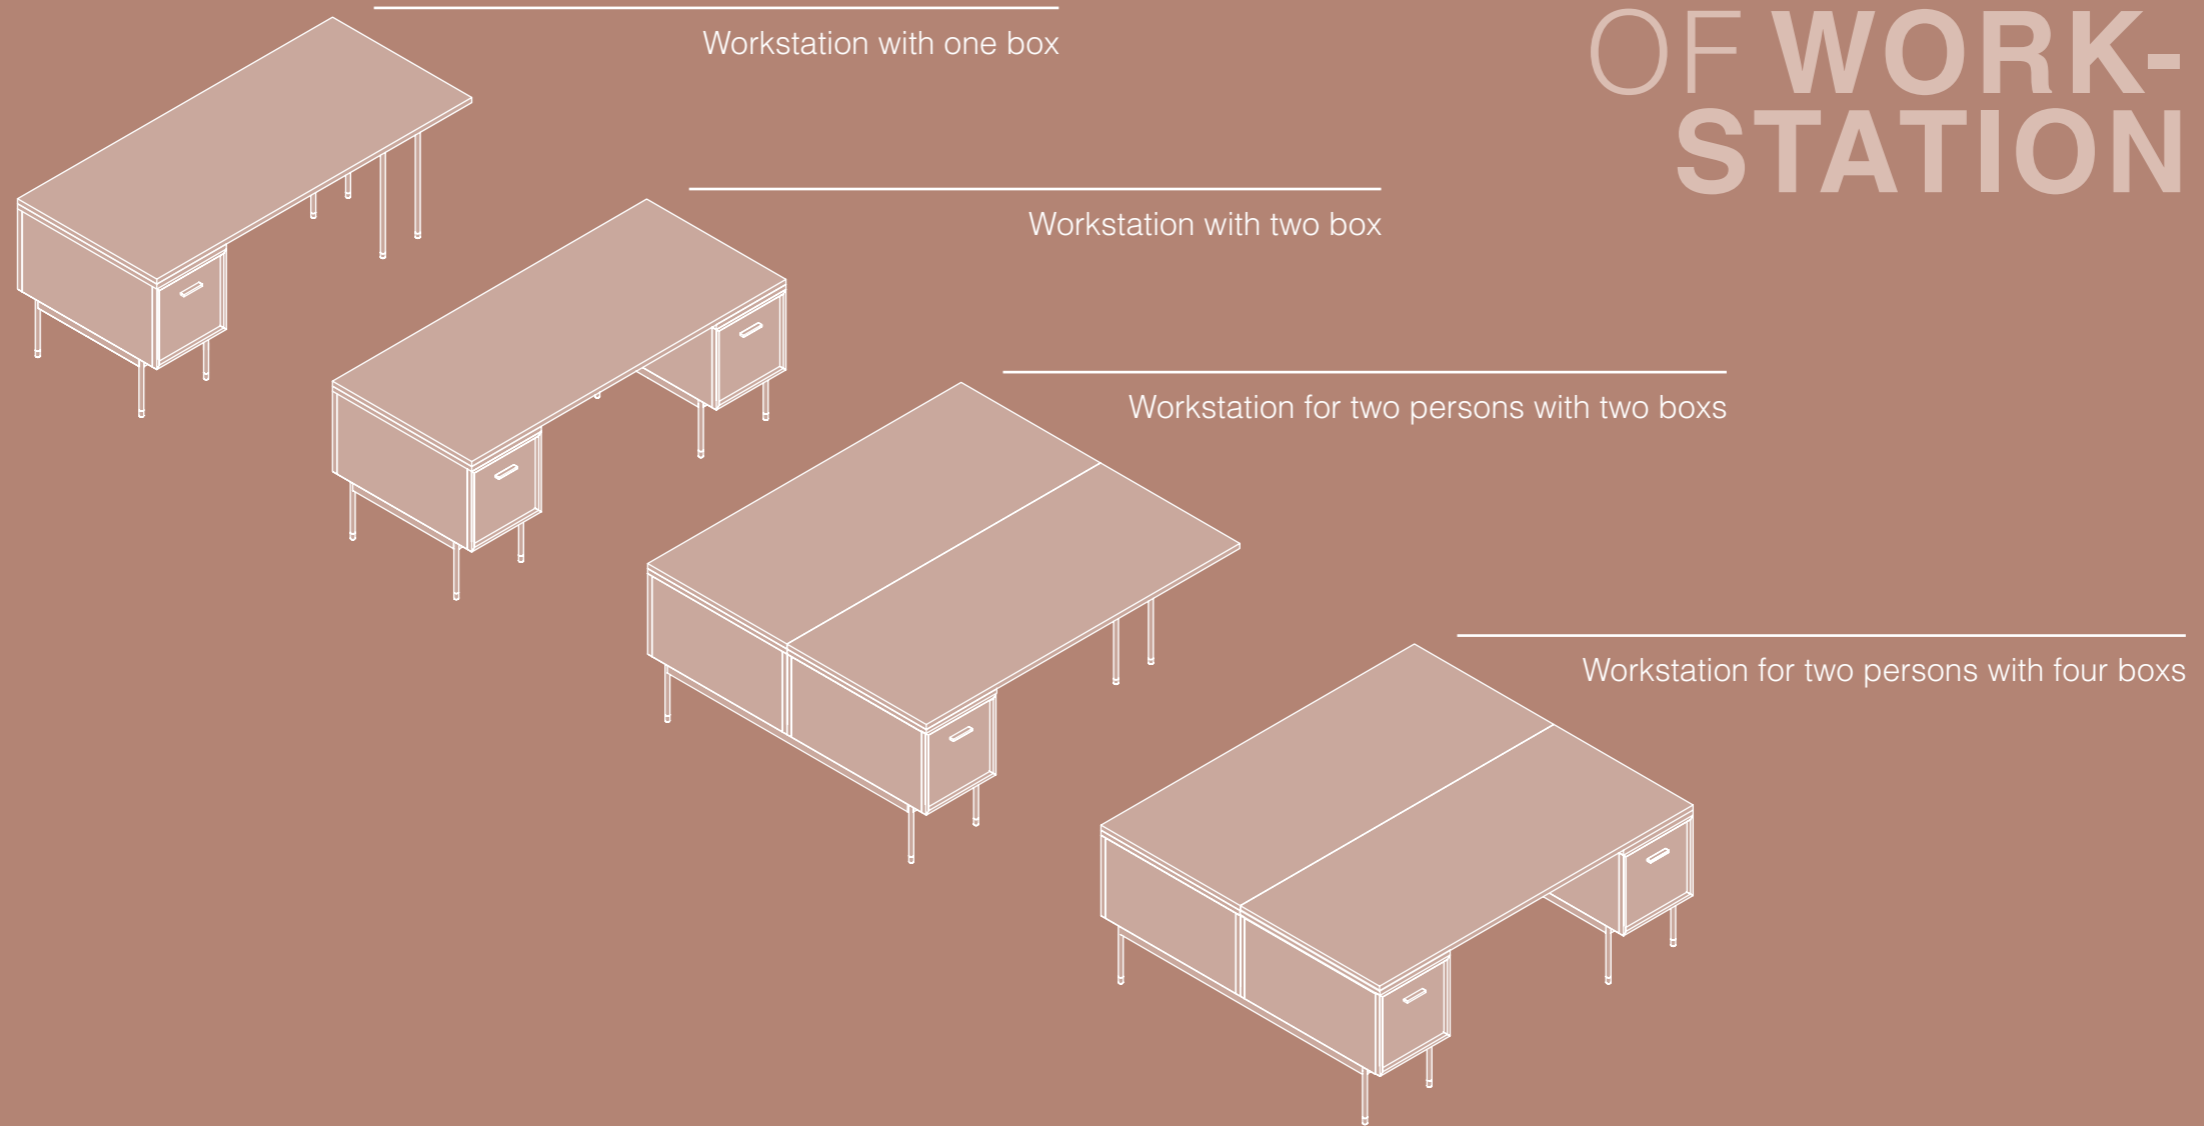 OF WORK-
STATION
Workstation with one box
Workstation with two box
Workstation for two persons with two boxs
Workstation for two persons with four boxs